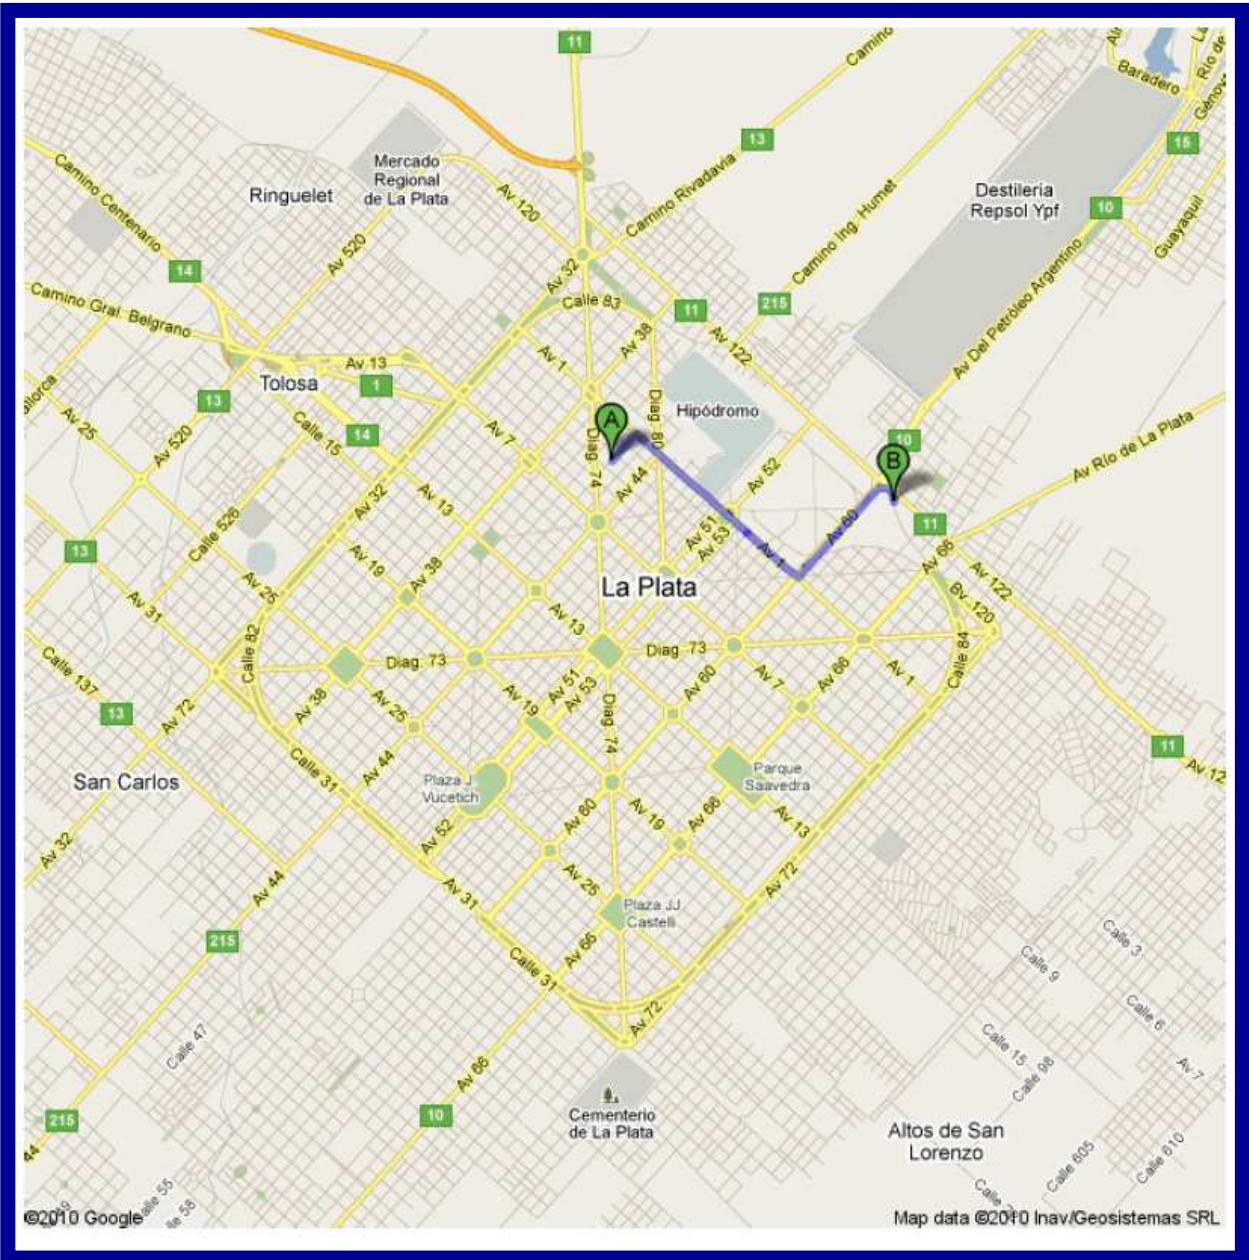 11
Camino
Baradero
Río de
Génova
15
13
Camino Rivadavia
Mercado
Regional
de La Plata
Ringuelet
Av 120
Destileria
Repsol Ypf
10
Guayaquil
Camino Centenario
Av 520
Camino Ing. Humet
14
Av 32
Calle 83
11
215
Camino Gral. Belgrano
Av 38
Av 122
Av Del Petróleo Argentino
Av 1
Av 13
1
Tolosa
13
Diag. 80
Hipódromo
Av 25
Calle 15
14
Av 7
A
10
Av Río de La Plata
Av 520
Diag. 74
B
Av 52
Av 44
Av 32
Av 13
Calle 526
11
Av 51
Av 53
Av 1
Av 60
13
Av 19
Av 38
Av 66
Av 122
La Plata
Av 25
Bv. 120
Av 31
Av 13
Calle 82
Diag. 73
Diag. 73
Calle 84
Calle 137
Av 51
Av 53
Av 60
Av 7
Av 66
Av 1
Av 38
Av 25
Av 19
13
Av 72
Diag. 74
11
Av 12
San Carlos
Calle 31
Av 44
Plaza J
Vucetich
Parque
Saavedra
Av 52
Av 60
Av 19
Av 66
Av 13
Av 32
Av 44
Av 31
Av 25
Av 72
Plaza JJ
Castelli
215
Calle 31
Av 66
Calle 9
Calle 3
Av 72
Calle 6
Calle 47
Calle 15
Calle 98
Av 7
Av 66
215
10
Cementerio
de La Plata
Altos de San
Lorenzo
Calle 605
Calle 610
44
©2010 Google
Map data ©2010 Inav/Geosistemas SRL